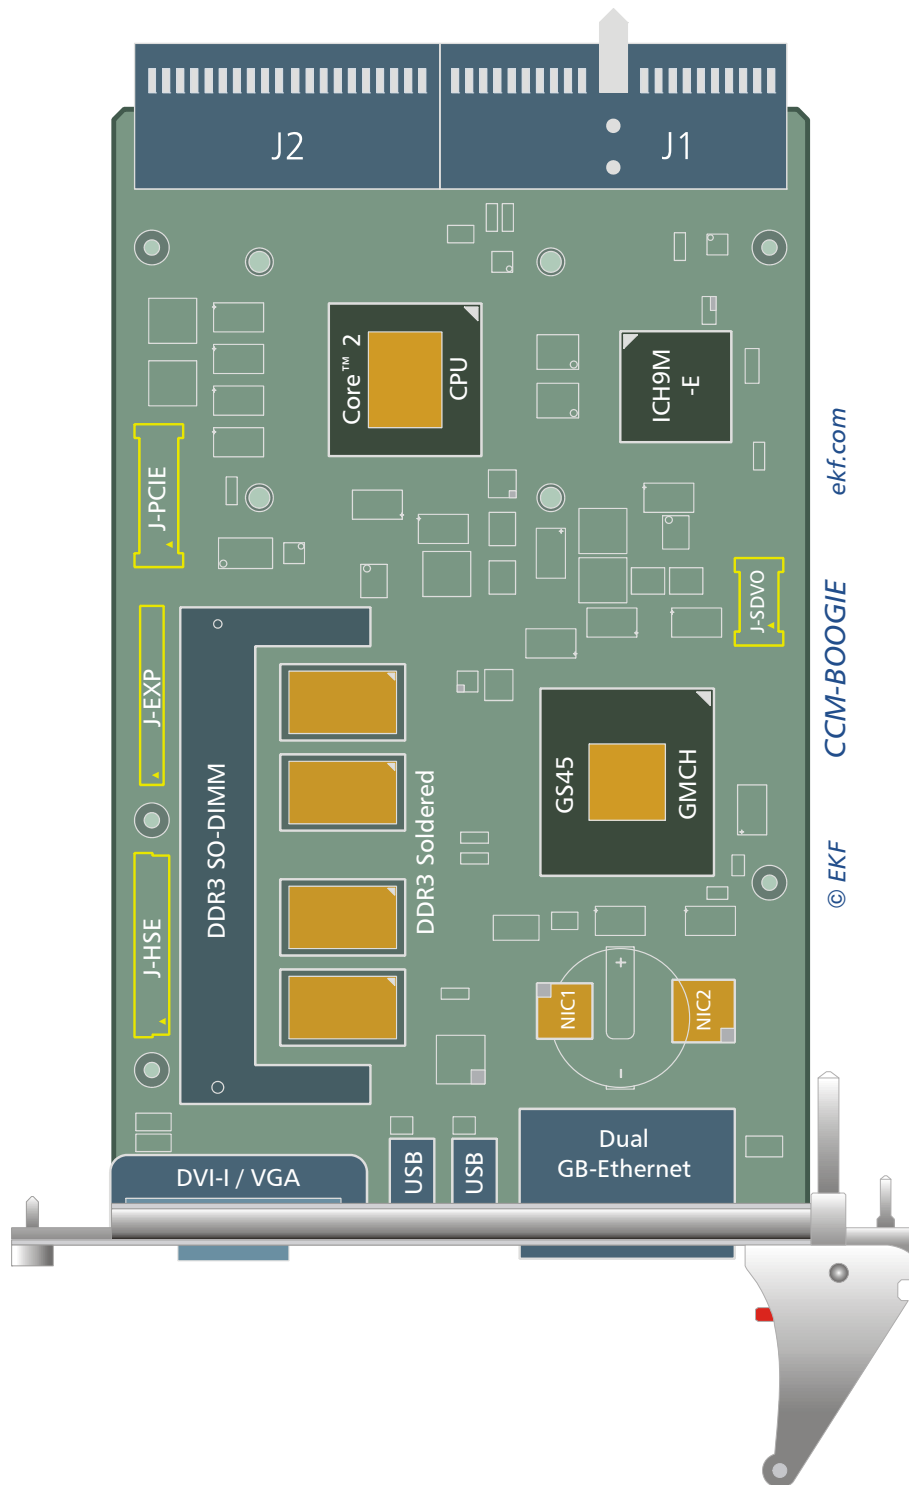 J2
J1
Core™ 2
CPU
ICH9M
-E
J-PCIE
J-SDVO
J-EXP
DDR3 SO-DIMM
DDR3 Soldered
GS45
GMCH
J-HSE
+
NIC1
NIC2
–
DVI-I / VGA
USB
USB
Dual
GB-Ethernet
© EKF CCM-BOOGIE ekf.com